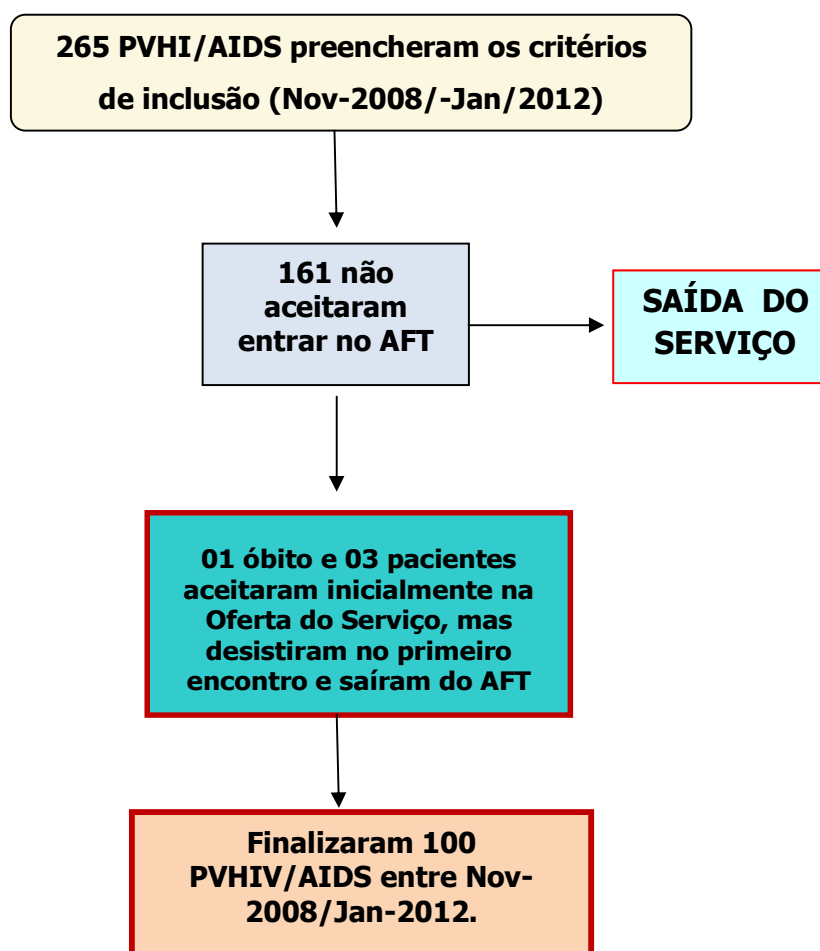 265 PVHI/AIDS preencheram os critérios
de inclusão (Nov-2008/-Jan/2012)
161 não
aceitaram
entrar no AFT
SAÍDA DO
SERVIÇO
01 óbito e 03 pacientes
aceitaram inicialmente na
Oferta do Serviço, mas
desistiram no primeiro
encontro e saíram do AFT
Finalizaram 100
PVHIV/AIDS entre Nov-
2008/Jan-2012.